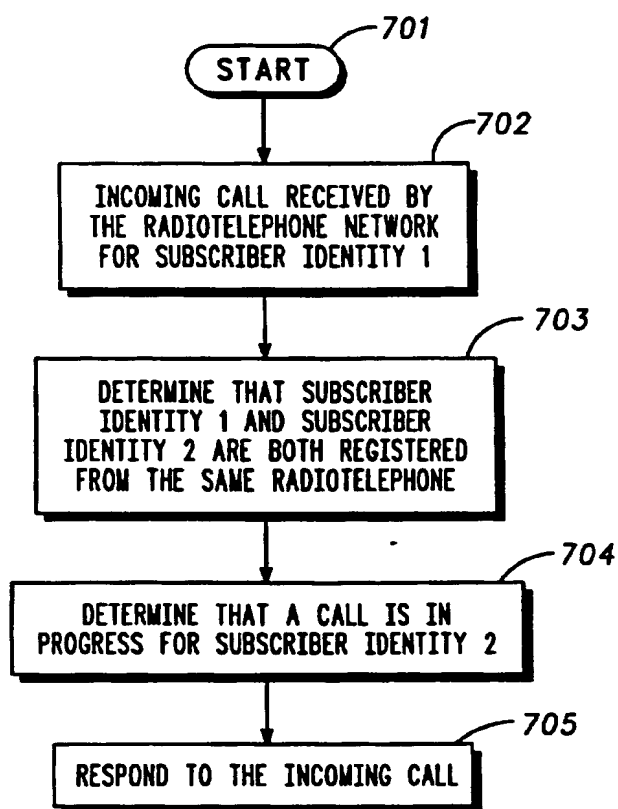 701
START
702
INCOMING CALL RECEIVED BY
THE RADIOTELEPHONE NETWORK
FOR SUBSCRIBER IDENTITY 1
703
DETERMINE THAT SUBSCRIBER
IDENTITY 1 AND SUBSCRIBER
IDENTITY 2 ARE BOTH REGISTERED
FROM THE SAME RADIOTELEPHONE
704
DETERMINE THAT A CALL IS IN
PROGRESS FOR SUBSCRIBER IDENTITY 2
705
RESPOND TO THE INCOMING CALL